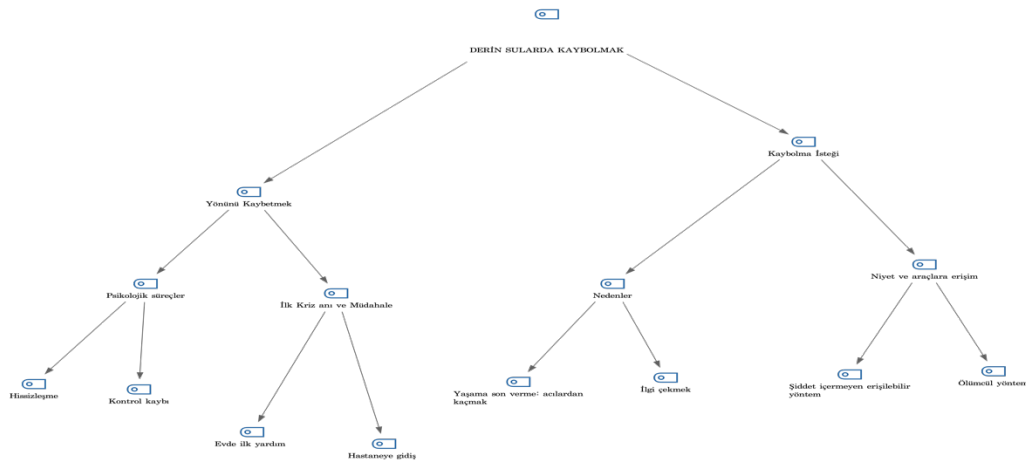 DERİN SULARDA KAYBOLMAK
Kaybolma İsteği
Yönünü Kaybetmek
Niyet ve araçlara erişim
Psikolojik süreçler
İlk Kriz anı ve Müdahale
Nedenler
Hissizleşme
Kontrol kaybı
Yaşama son verme: acılardan
kaçmak
İlgi çekmek
Şiddet içermeyen erişilebilir
yöntem
Ölümcül yöntem
Evde ilk yardım
Hastaneye gidiş